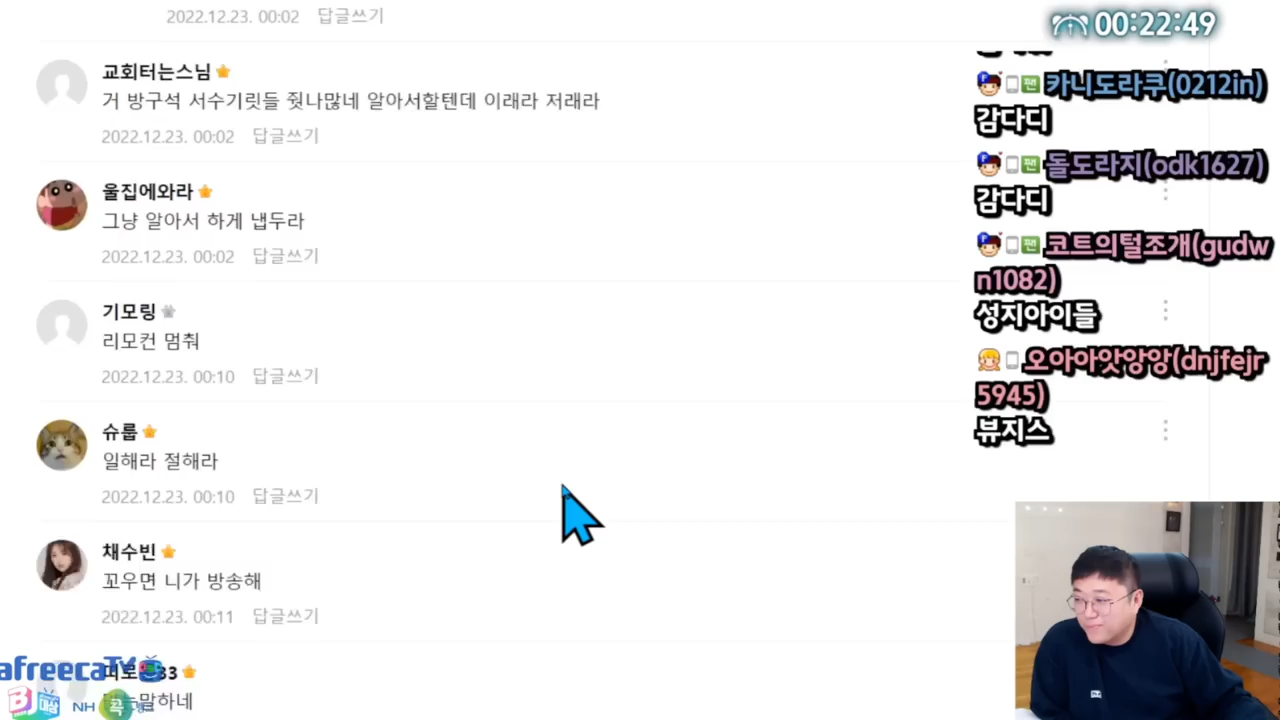 2022.12.23. 00:02 답글쓰기
교회터는스님
거 방구석 서수기릿들 줫나많네 알아서할텐데 이래라 저래라
2022.12.23. 00:02 답글쓰기
울집에와라
그냥 알아서 하게 냅두라
2022.12.23. 00:02 답글쓰기
기모링
리모컨 멈춰
2022.12.23. 00:10 답글쓰기
슈룹
일해라 절해라
2022.12.23. 00:10 답글쓰기
채수빈
꼬우면 니가 방송해
2022.12.23. 00:11 답글쓰기
말하네
afreecaTV
NH
00:22:49
팬 카니도라쿠(0212in)
감다디
팬 돌도라지(odk1627)
감다디
팬 코트의털조개(gudw
n1082)
성지아이들
오아아앗앙앙(dnjfejr
5945)
뷰지스